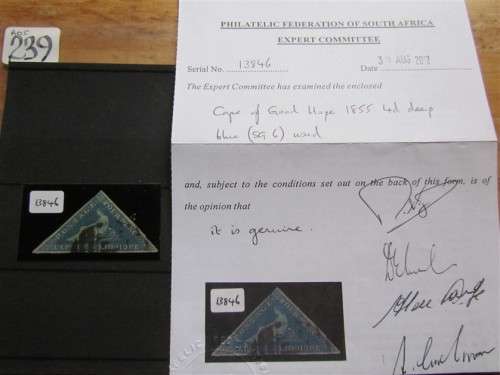 239
PHILATELIC FEDERATION OF SOUTH AFRICA
EXPERT COMMITTEE
Serial No. 13846 Date AUG
The Expert Committee has examined the enclosed
Cape of Good Hope 1855 4d deep
blue (SG 6) used
and, subject to the conditions set out on the back of this form, is of
the opinion that
it is genuine.
13846
13846